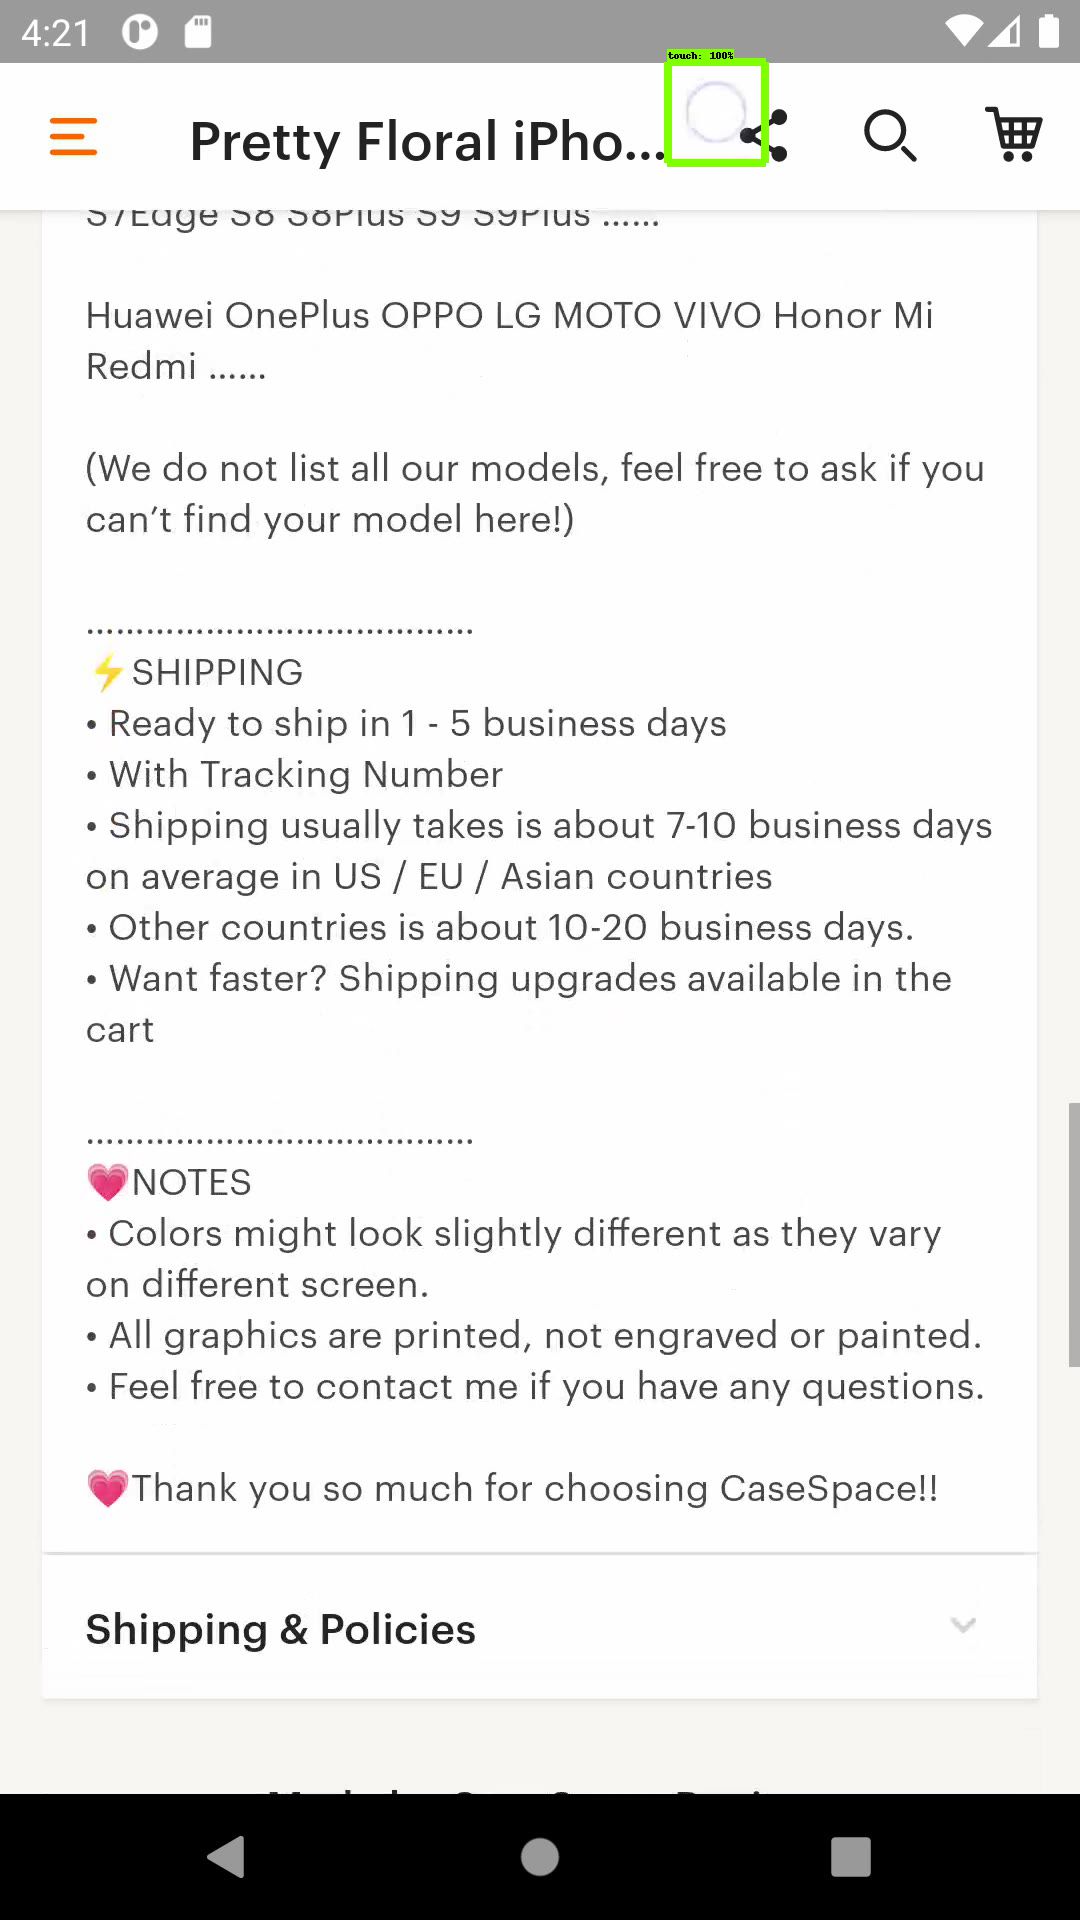 4:21
touch: 100%
Pretty Floral iPho...
S7Edge S8 S8Plus S9 S9Plus ......
Huawei OnePlus OPPO LG MOTO VIVO Honor Mi
Redmi ......
(We do not list all our models, feel free to ask if you
can’t find your model here!)
.......................................
⚡SHIPPING
• Ready to ship in 1 - 5 business days
• With Tracking Number
• Shipping usually takes is about 7-10 business days
on average in US / EU / Asian countries
• Other countries is about 10-20 business days.
• Want faster? Shipping upgrades available in the
cart
.......................................
💗NOTES
• Colors might look slightly different as they vary
on different screen.
• All graphics are printed, not engraved or painted.
• Feel free to contact me if you have any questions.
💗Thank you so much for choosing CaseSpace!!
Shipping & Policies